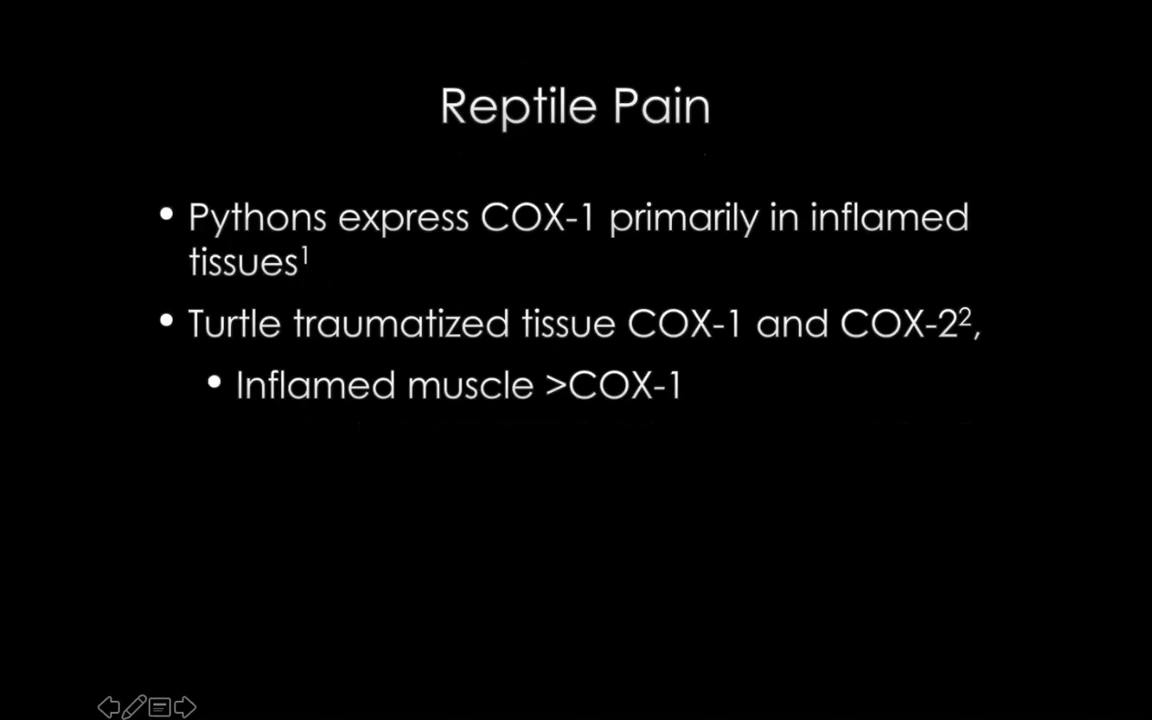 Reptile Pain
• Pythons express COX-1 primarily in inflamed
tissues¹
• Turtle traumatized tissue COX-1 and COX-2²,
• Inflamed muscle >COX-1